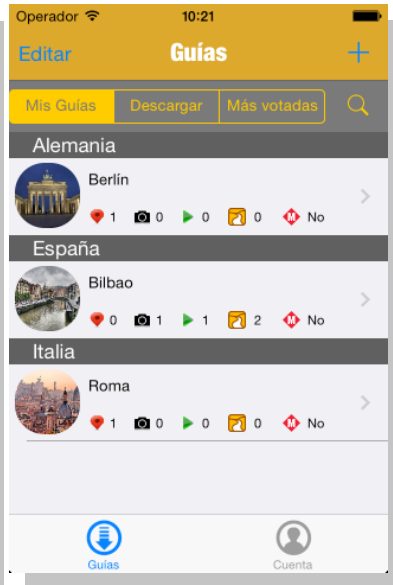 Operador 10:21
Editar Guías +
Mis Guías Descargar Más votadas
Alemania
Berlín
1 0 0 0 M No
España
Bilbao
0 1 1 2 M No
Italia
Roma
1 0 0 0 M No
Guías Cuenta